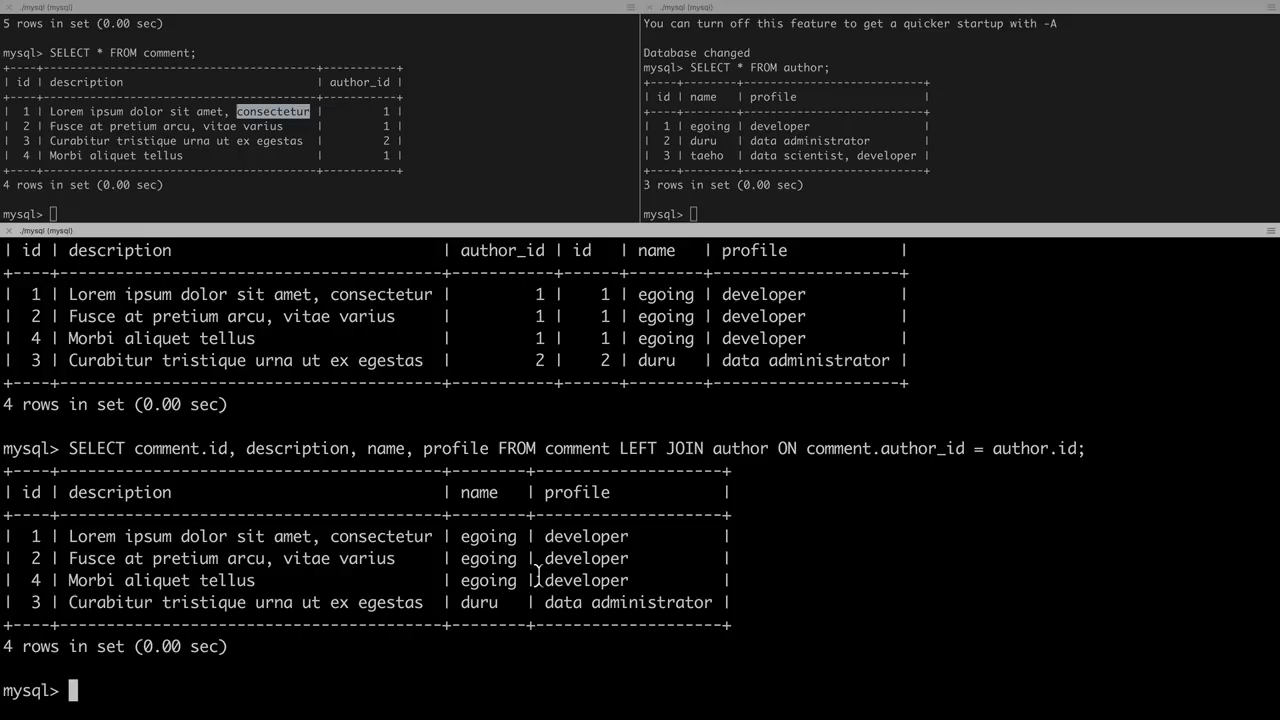 ./mysql (mysql)
5 rows in set (0.00 sec)
mysql> SELECT * FROM comment;
+----+---------------------------------------+-----------+
| id | description                           | author_id |
+----+---------------------------------------+-----------+
|  1 | Lorem ipsum dolor sit amet, consectetur |         1 |
|  2 | Fusce at pretium arcu, vitae varius     |         1 |
|  3 | Curabitur tristique urna ut ex egestas  |         2 |
|  4 | Morbi aliquet tellus                    |         1 |
+----+---------------------------------------+-----------+
4 rows in set (0.00 sec)
mysql>
./mysql (mysql)
You can turn off this feature to get a quicker startup with -A
Database changed
mysql> SELECT * FROM author;
+----+--------+---------------------------+
| id | name   | profile                   |
+----+--------+---------------------------+
|  1 | egoing | developer                 |
|  2 | duru   | data administrator        |
|  3 | taeho  | data scientist, developer |
+----+--------+---------------------------+
3 rows in set (0.00 sec)
mysql>
./mysql (mysql)
| id | description                             | author_id | id   | name   | profile            |
+----+-----------------------------------------+-----------+------+--------+--------------------+
|  1 | Lorem ipsum dolor sit amet, consectetur |         1 |    1 | egoing | developer          |
|  2 | Fusce at pretium arcu, vitae varius     |         1 |    1 | egoing | developer          |
|  4 | Morbi aliquet tellus                    |         1 |    1 | egoing | developer          |
|  3 | Curabitur tristique urna ut ex egestas  |         2 |    2 | duru   | data administrator |
+----+-----------------------------------------+-----------+------+--------+--------------------+
4 rows in set (0.00 sec)
mysql> SELECT comment.id, description, name, profile FROM comment LEFT JOIN author ON comment.author_id = author.id;
+----+-----------------------------------------+--------+--------------------+
| id | description                             | name   | profile            |
+----+-----------------------------------------+--------+--------------------+
|  1 | Lorem ipsum dolor sit amet, consectetur | egoing | developer          |
|  2 | Fusce at pretium arcu, vitae varius     | egoing | developer          |
|  4 | Morbi aliquet tellus                    | egoing | developer          |
|  3 | Curabitur tristique urna ut ex egestas  | duru   | data administrator |
+----+-----------------------------------------+--------+--------------------+
4 rows in set (0.00 sec)
mysql>